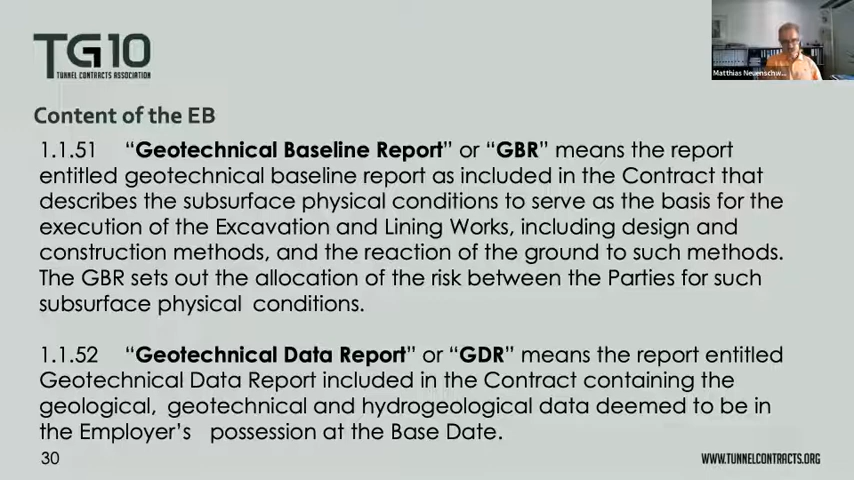 TG10
TUNNEL CONTRACTS ASSOCIATION
Matthias Neuenschw...
Content of the EB
1.1.51 “Geotechnical Baseline Report” or “GBR” means the report
entitled geotechnical baseline report as included in the Contract that
describes the subsurface physical conditions to serve as the basis for the
execution of the Excavation and Lining Works, including design and
construction methods, and the reaction of the ground to such methods.
The GBR sets out the allocation of the risk between the Parties for such
subsurface physical conditions.
1.1.52 “Geotechnical Data Report” or “GDR” means the report entitled
Geotechnical Data Report included in the Contract containing the
geological, geotechnical and hydrogeological data deemed to be in
the Employer’s possession at the Base Date.
30
WWW.TUNNELCONTRACTS.ORG